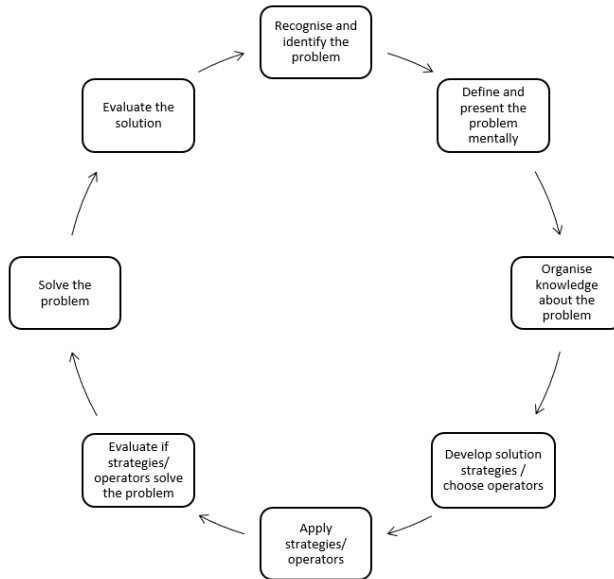 Recognise and
identify the
problem
Define and
present the
problem
mentally
Organise
knowledge
about the
problem
Develop solution
strategies /
choose operators
Apply
strategies/
operators
Evaluate if
strategies/
operators solve
the problem
Solve the
problem
Evaluate the
solution